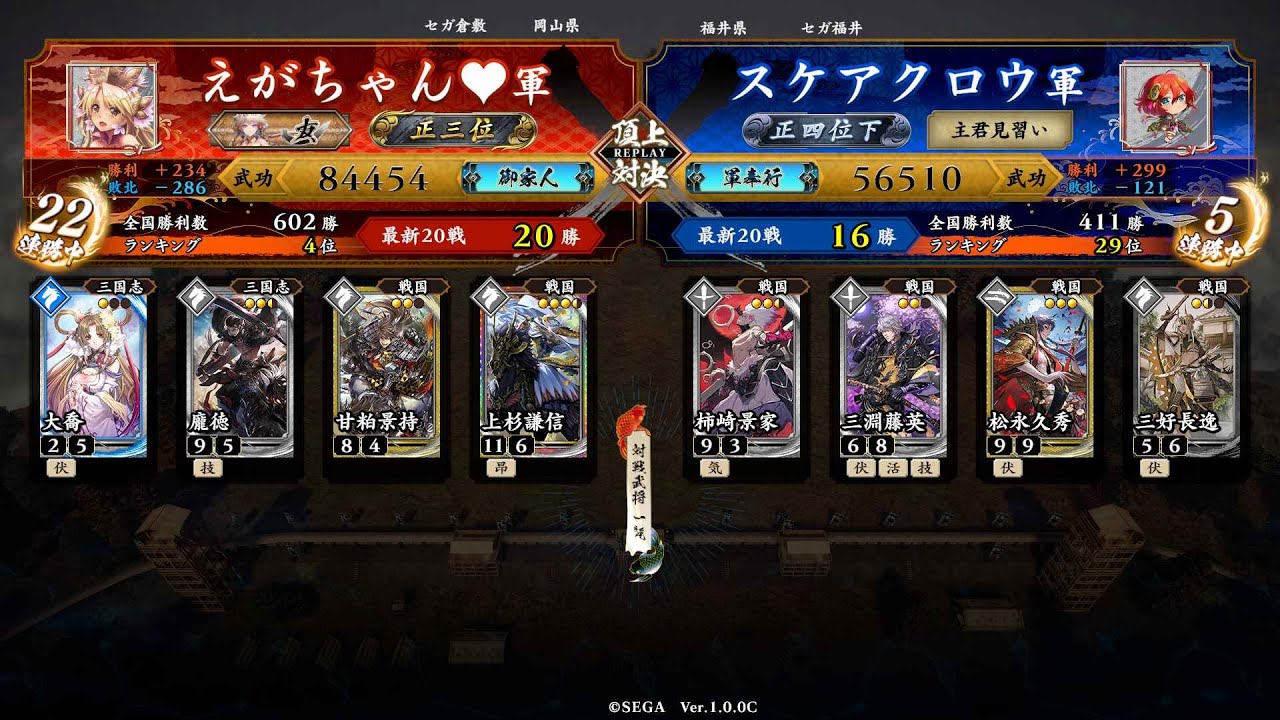 セガ倉敷 岡山県
福井県 セガ福井
えがちゃん♥軍
スケアクロウ軍
正三位
正四位下
主君見習い
頂上
REPLAY
対決
勝利 +234
敗北 -286
武功 84454 御家人
軍奉行 56510 武功
勝利 +299
敗北 -121
22
連勝中
全国勝利数 602勝
ランキング 4位
最新20戦 20勝
最新20戦 16勝
全国勝利数 411勝
ランキング 29位
5
連勝中
三国志
大喬
2 5
伏
三国志
龐徳
9 5
技
戦国
甘粕景持
8 4
戦国
上杉謙信
11 6
昂
対戦武将一覧
戦国
柿崎景家
9 3
気
戦国
三淵藤英
6 8
伏 活 技
戦国
松永久秀
9 9
伏
戦国
三好長逸
5 6
伏
©SEGA Ver.1.0.0C